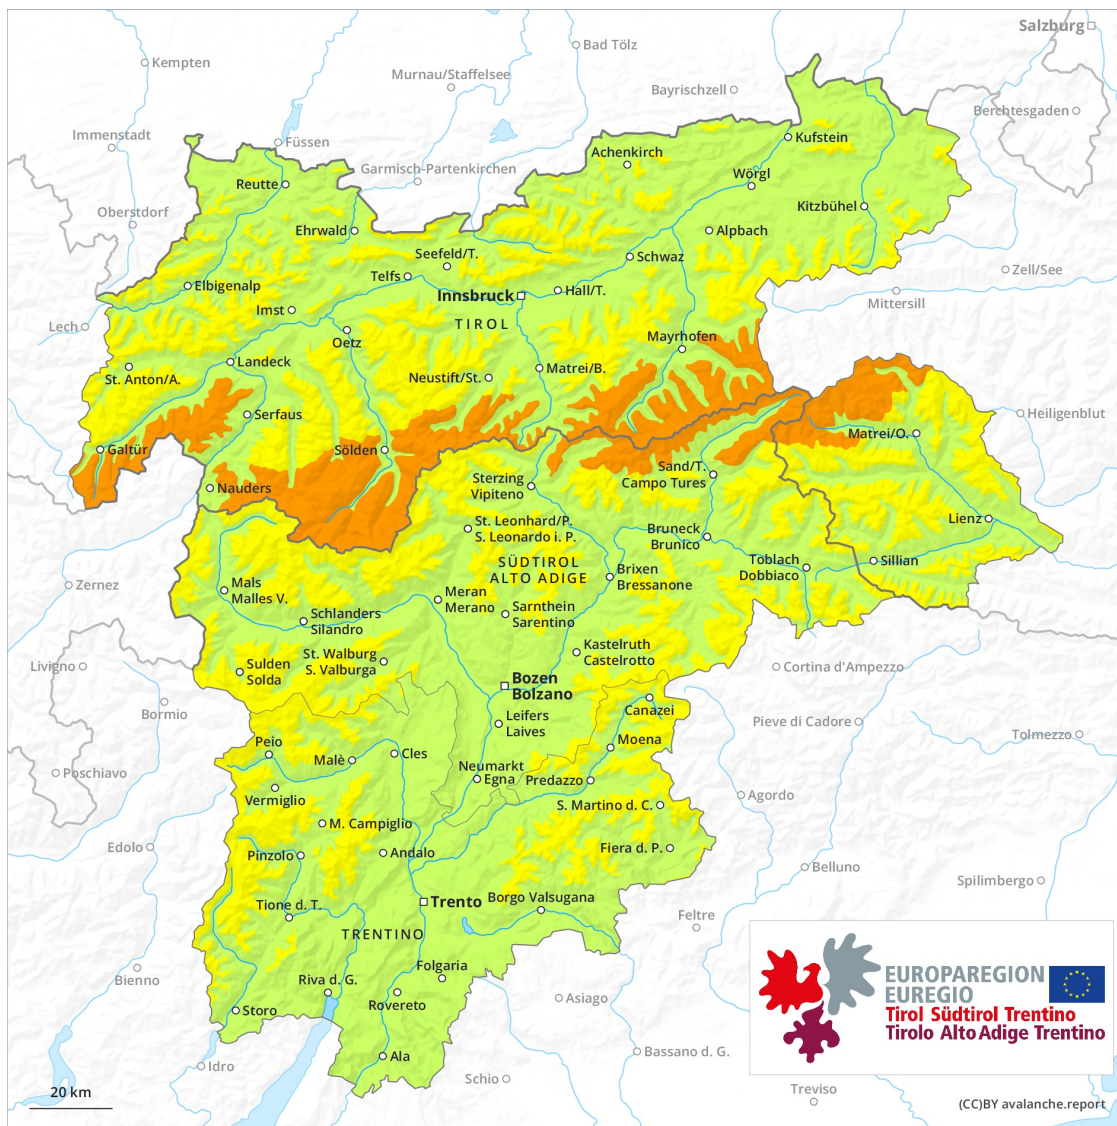 Salzburg
Bad Tölz
Kempten
Murnau/Staffelsee
Bayrischzell
Berchtesgaden
Immenstadt
Füssen
Kufstein
Achenkirch
Garmisch-Partenkirchen
Wörgl
Reutte
Oberstdorf
Kitzbühel
Ehrwald
Alpbach
Seefeld/T.
Schwaz
Telfs
Zell/See
Elbigenalp
Hall/T.
Innsbruck
Mittersill
Imst
TIROL
Lech
Oetz
Mayrhofen
Landeck
Matrei/B.
St. Anton/A.
Neustift/St.
Serfaus
Heiligenblut
Galtür
Sölden
Matrei/O.
Sand/T.
Campo Tures
Sterzing
Vipiteno
Nauders
St. Leonhard/P.
S. Leonardo i. P.
Bruneck
Brunico
Lienz
SÜDTIROL
ALTO ADIGE
Toblach
Dobbiaco
Sillian
Brixen
Bressanone
Zernez
Mals
Malles V.
Meran
Merano
Sarnthein
Sarentino
Schlanders
Silandro
St. Walburg
S. Valburga
Kastelruth
Castelrotto
Livigno
Sulden
Solda
Cortina d'Ampezzo
Bozen
Bolzano
Bormio
Canazei
Leifers
Laives
Pieve di Cadore
Tolmezzo
Peio
Moena
Cles
Malè
Poschiavo
Neumarkt
Egna
Predazzo
Vermiglio
Agordo
S. Martino d. C.
M. Campiglio
Edolo
Pinzolo
Andalo
Fiera d. P.
Belluno
Spilimbergo
Trento
Borgo Valsugana
Tione d. T.
Feltre
TRENTINO
Folgaria
Bienno
Riva d. G.
Asiago
Rovereto
Storo
EUROPAREGION
EUREGIO
Tirol Südtirol Trentino
Tirolo Alto Adige Trentino
Ala
Bassano d. G.
Idro
Schio
Treviso
20 km
(CC)BY avalanche.report